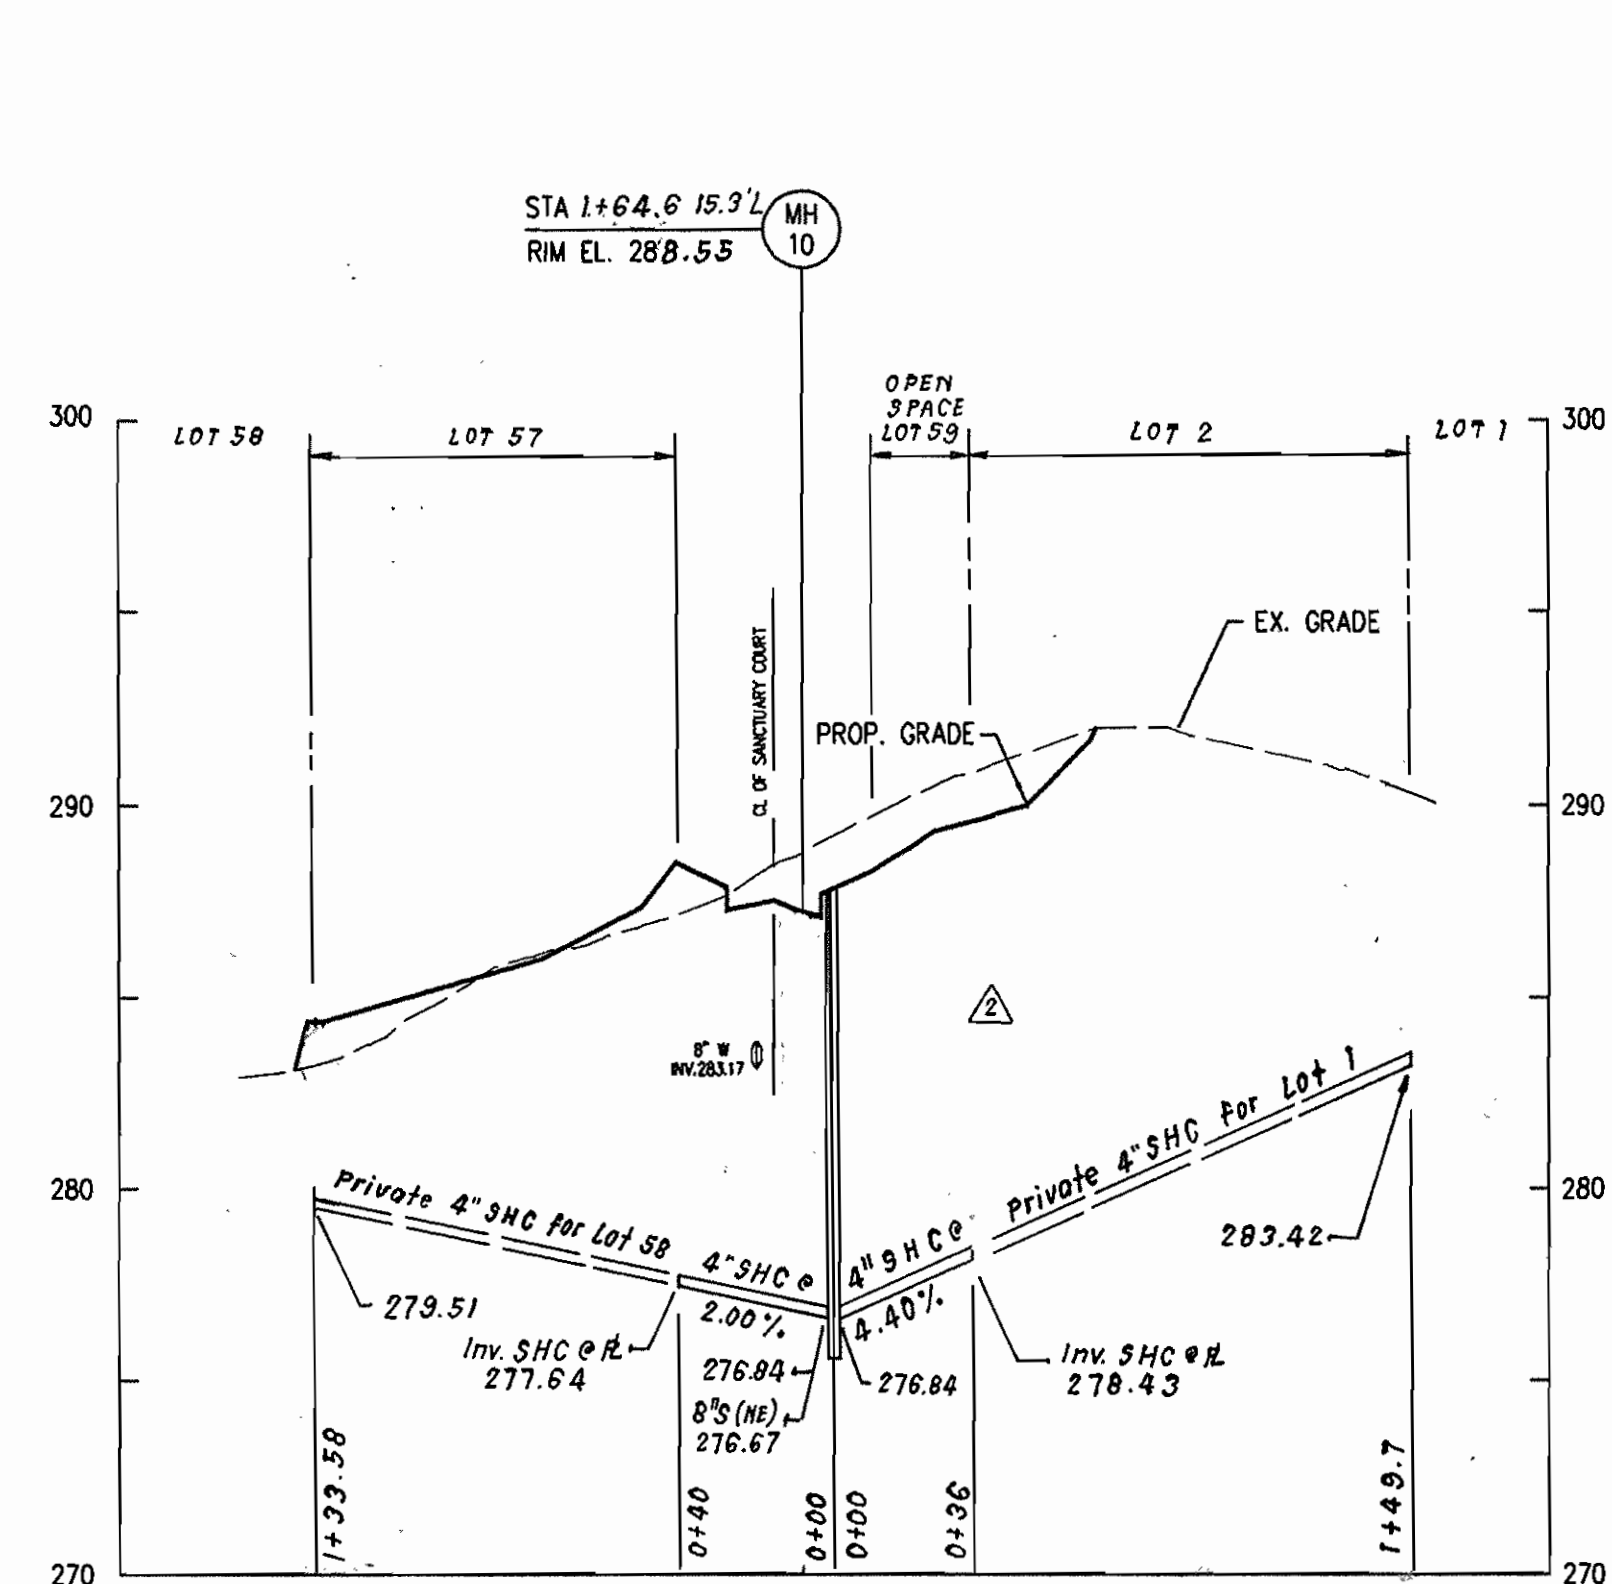 STA 1+64.6 15.3'L
RIM EL. 288.55
MH
10
OPEN
SPACE
LOT 59
300
LOT 58
LOT 57
LOT 2
LOT 1
300
EX. GRADE
PROP. GRADE
CL OF SANCTUARY COURT
290
290
2
8" W
INV.283.17
280
280
Private 4" SHC for Lot 58
4" SHC @
2.00%
4" SHC @
4.40%
Private 4" SHC For Lot 1
283.42
279.51
Inv. SHC @ PL
277.64
276.84
8"S (NE)
276.67
276.84
Inv. SHC @ PL
278.43
1+33.58
0+40
0+00
0+00
0+36
1+49.7
270
270